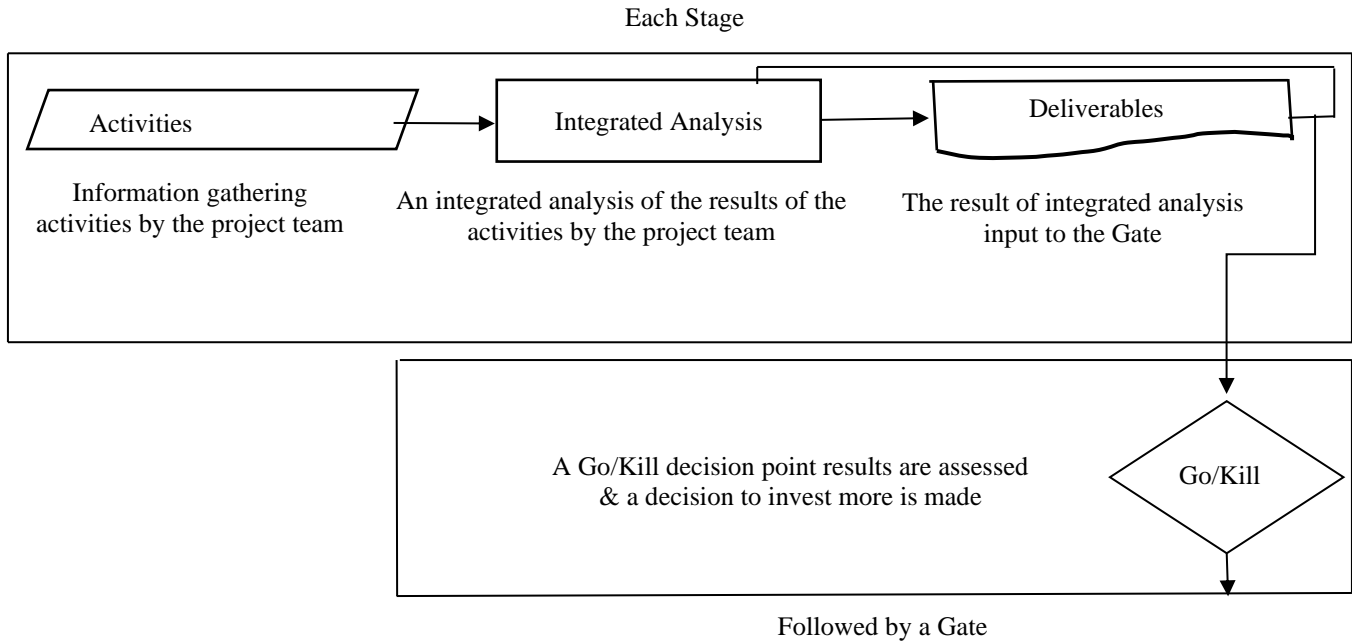 Each Stage
Activities
Integrated Analysis
Deliverables
Information gathering
activities by the project team
An integrated analysis of the results of the
activities by the project team
The result of integrated analysis
input to the Gate
A Go/Kill decision point results are assessed
& a decision to invest more is made
Go/Kill
Followed by a Gate